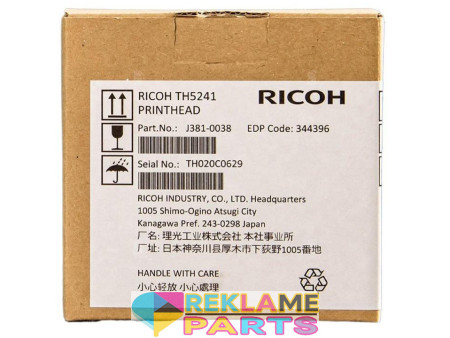 RICOH TH5241
PRINTHEAD
RICOH
Part.No.: J381-0038 EDP Code: 344396
Serial No.: TH020C0629
RICOH INDUSTRY, CO., LTD. Headquarters
1005 Shimo-Ogino Atsugi City
Kanagawa Pref. 243-0298 Japan
厂名: 理光工业株式会社 本社事业所
厂址: 日本神奈川县厚木市下荻野1005番地
HANDLE WITH CARE
小心轻放 小心處理
REKLAME
PARTS